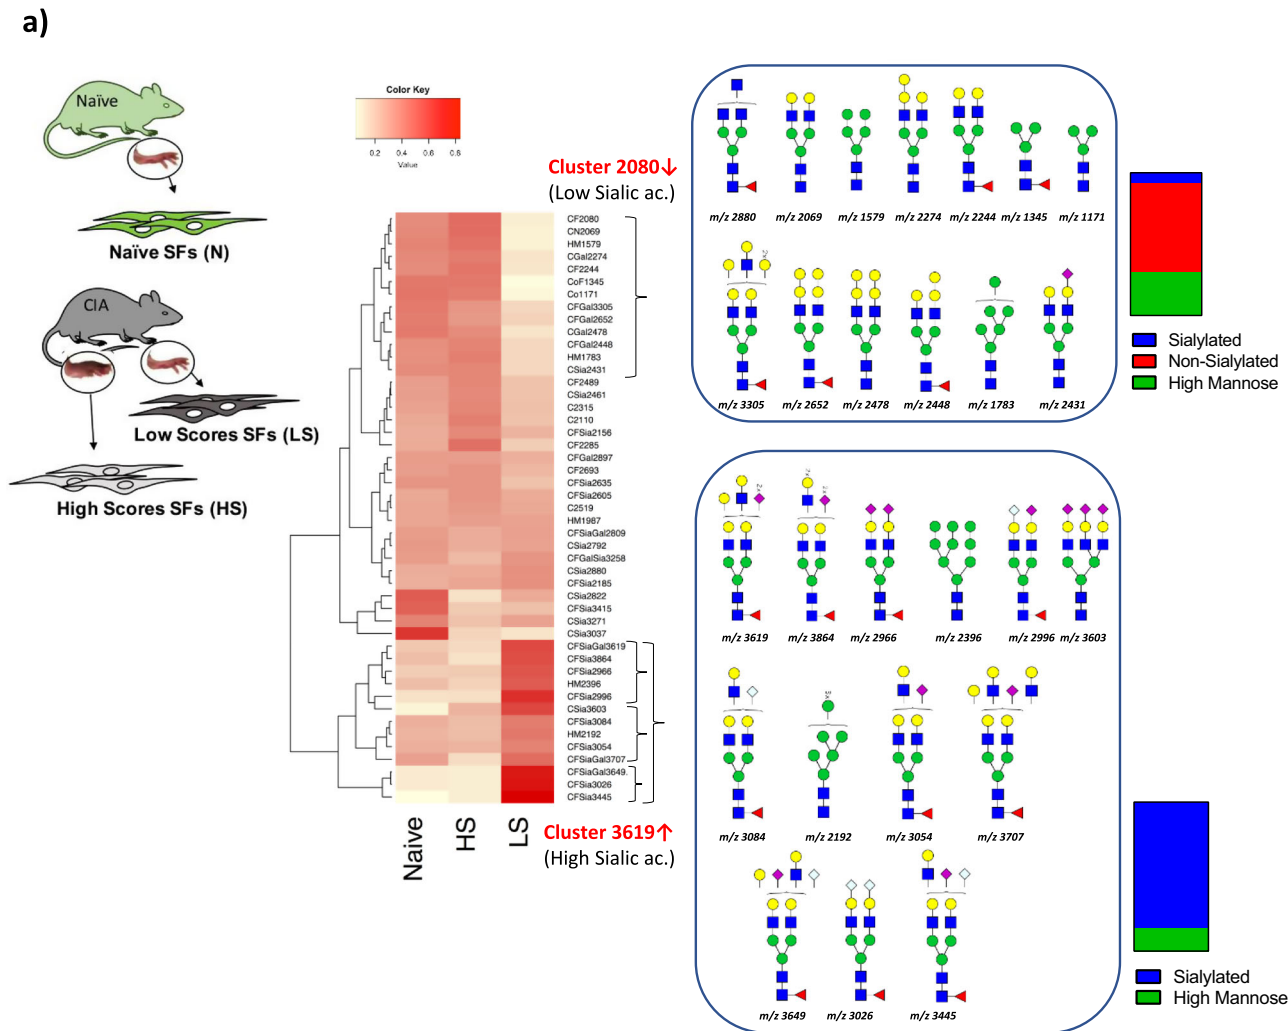 a)
Naïve
Naïve SFs (N)
CIA
Low Scores SFs (LS)
High Scores SFs (HS)
Color Key
0.2 0.4 0.6 0.8
Value
Cluster 2080↓
(Low Sialic ac.)
CF2080
CN2069
HM1579
CGal2274
CF2244
CoF1345
Co1171
CFGal3305
CFGal2652
CGal2478
CFGal2448
HM1783
CSia2431
CF2489
CSia2461
C2315
C2110
CFSia2156
CF2285
CFGal2897
CF2693
CFSia2635
CFSia2605
C2519
HM1987
CFSiaGal2809
CSia2792
CFGalSia3258
CSia2880
CFSia2185
CSia2822
CFSia3415
CSia3271
CSia3037
CFSiaGal3619
CFSia3864
CFSia2966
HM2396
CFSia2996
CSia3603
CFSia3084
HM2192
CFSia3054
CFSiaGal3707
CFSiaGal3649.
CFSia3026
CFSia3445
Naïve
HS
LS
Cluster 3619↑
(High Sialic ac.)
m/z 2880 m/z 2069 m/z 1579 m/z 2274 m/z 2244 m/z 1345 m/z 1171
2x
m/z 3305 m/z 2652 m/z 2478 m/z 2448 m/z 1783 m/z 2431
Sialylated
Non-Sialylated
High Mannose
2x
2x 2x
m/z 3619 m/z 3864 m/z 2966 m/z 2396 m/z 2996 m/z 3603
3x
m/z 3084 m/z 2192 m/z 3054 m/z 3707
m/z 3649 m/z 3026 m/z 3445
Sialylated
High Mannose